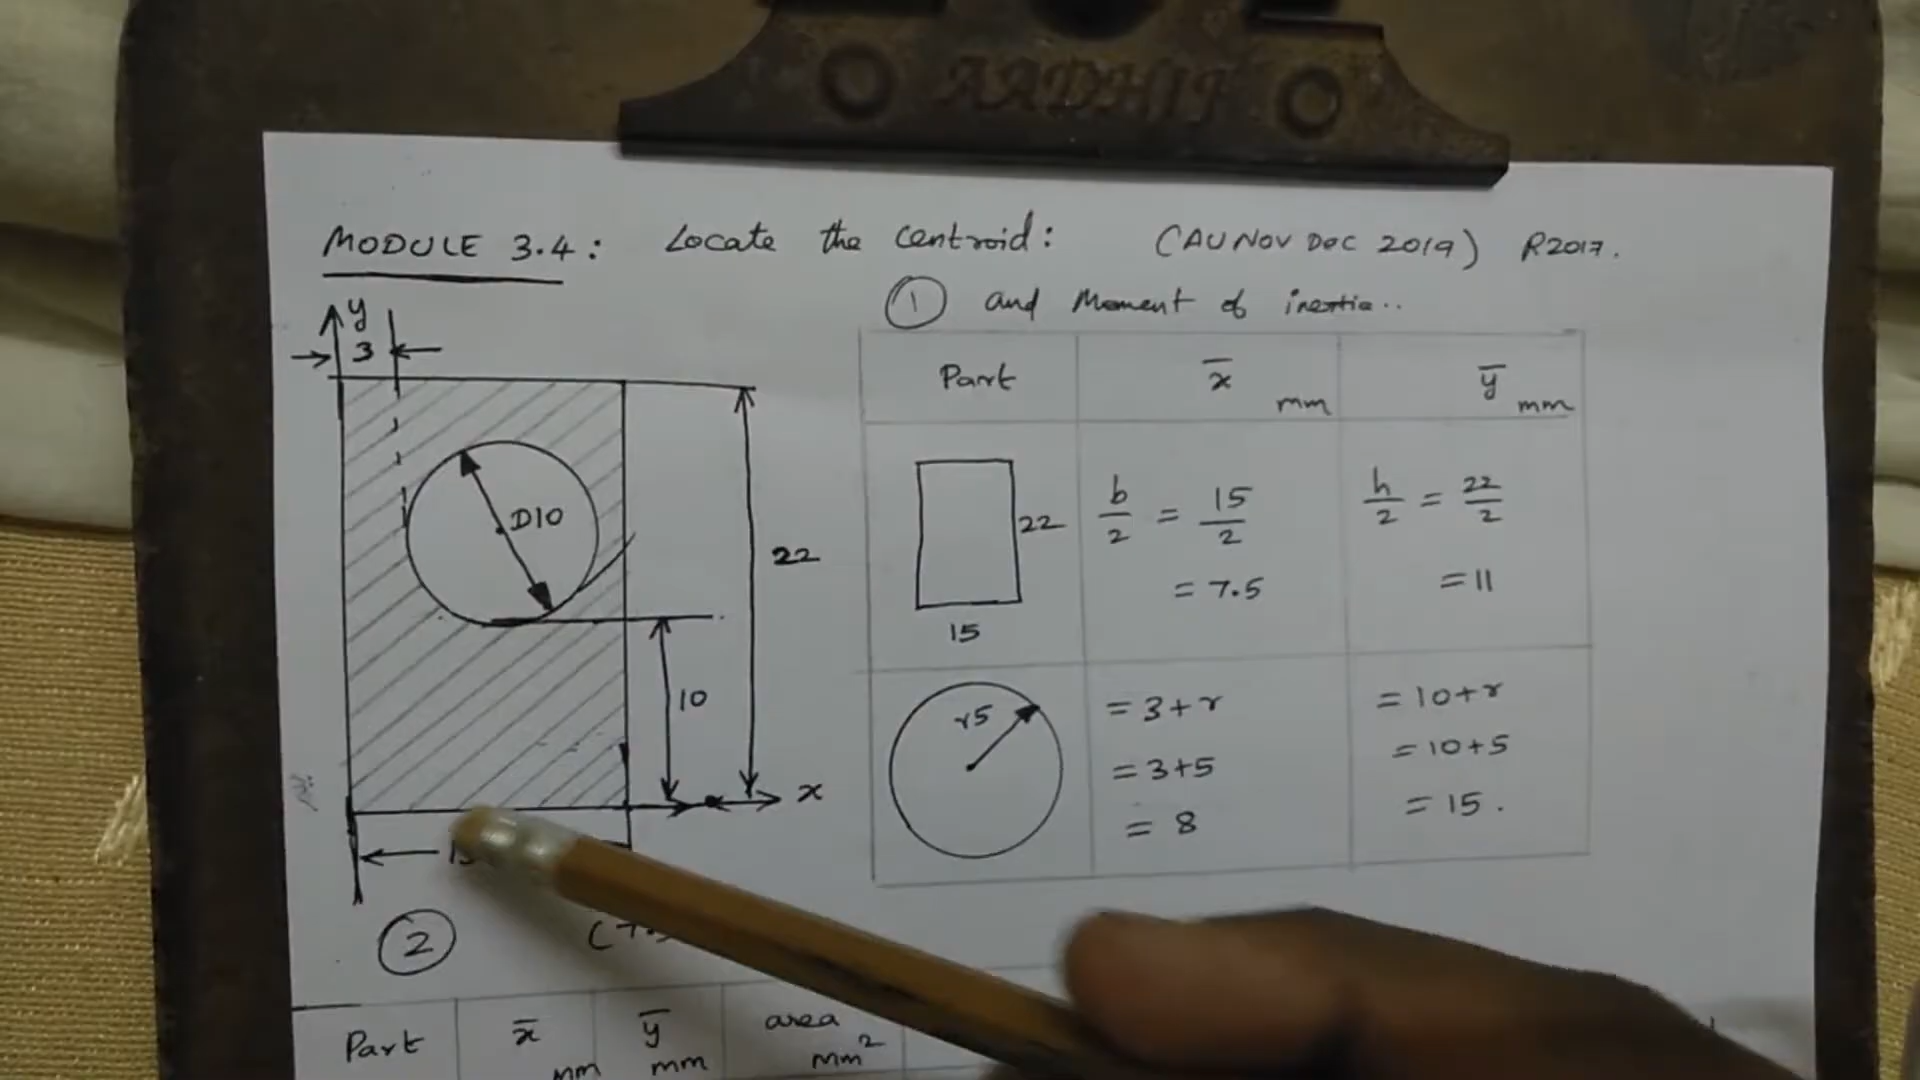 AADHIT
MODULE 3.4: Locate the centroid: (AU NOV DEC 2019) R2017.
① and Moment of inertia..
y
3
D10
22
10
x
15
Part x̄ mm ȳ mm
22
15
b/2 = 15/2
= 7.5
h/2 = 22/2
= 11
r5
= 3+r
= 3+5
= 8
= 10+r
= 10+5
= 15.
②
Part x̄ mm ȳ mm area mm²